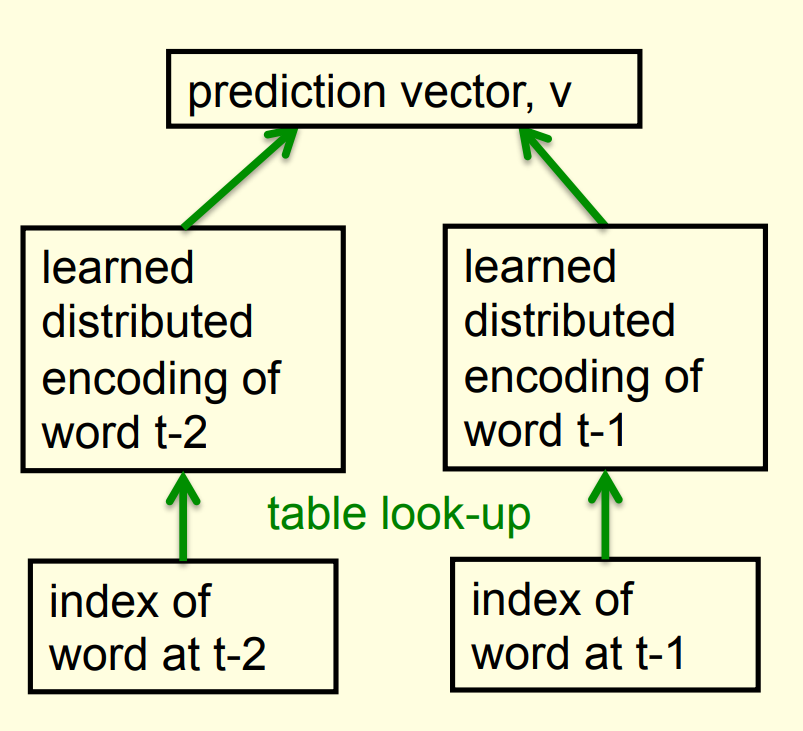 prediction vector, v
learned
distributed
encoding of
word t-2
learned
distributed
encoding of
word t-1
table look-up
index of
word at t-2
index of
word at t-1